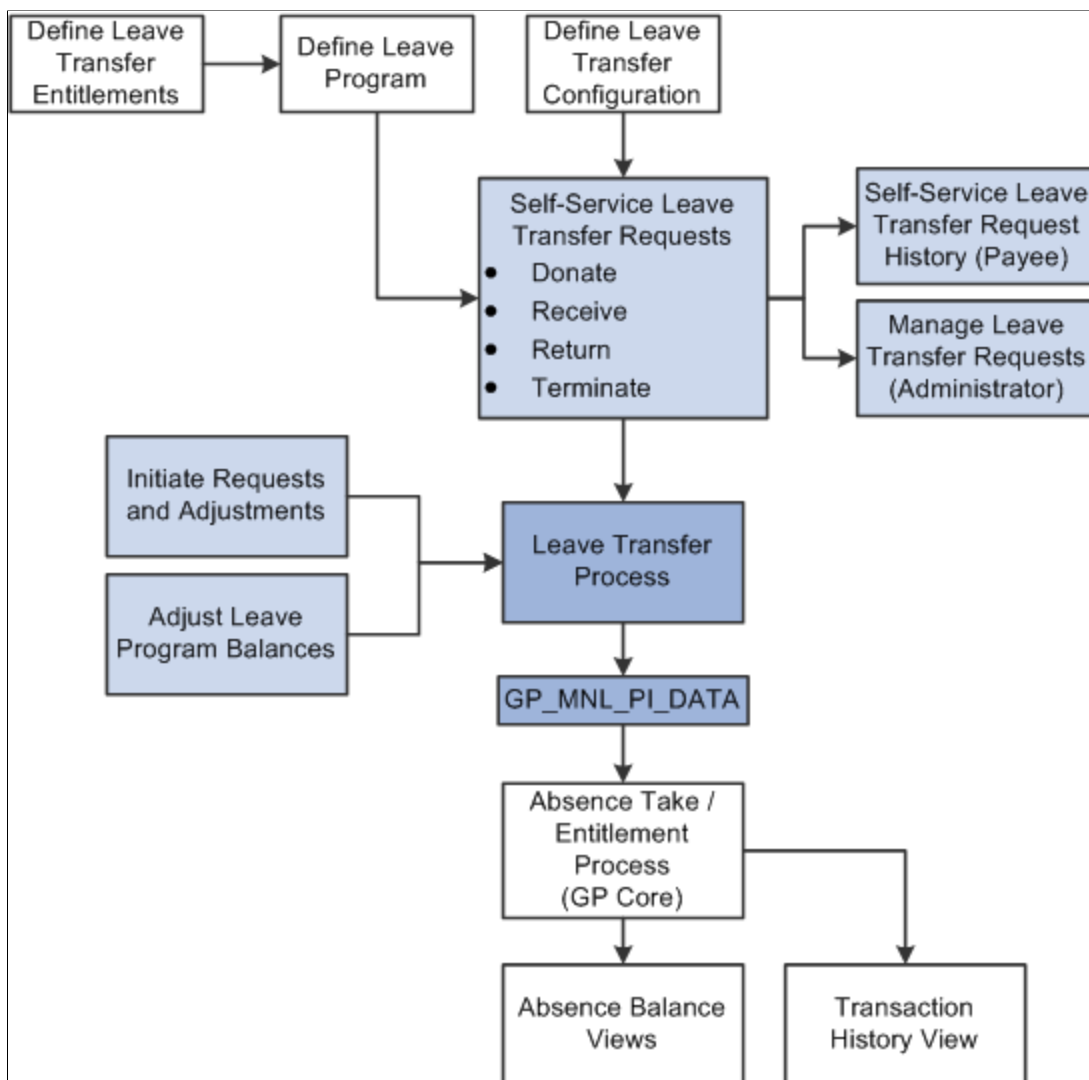 Define Leave
Transfer
Entitlements
Define Leave
Program
Define Leave
Transfer
Configuration
Self-Service Leave
Transfer Requests
• Donate
• Receive
• Return
• Terminate
Self-Service Leave
Transfer Request
History (Payee)
Manage Leave
Transfer Requests
(Administrator)
Initiate Requests
and Adjustments
Adjust Leave
Program Balances
Leave Transfer
Process
GP_MNL_PI_DATA
Absence Take /
Entitlement
Process
(GP Core)
Absence Balance
Views
Transaction
History View